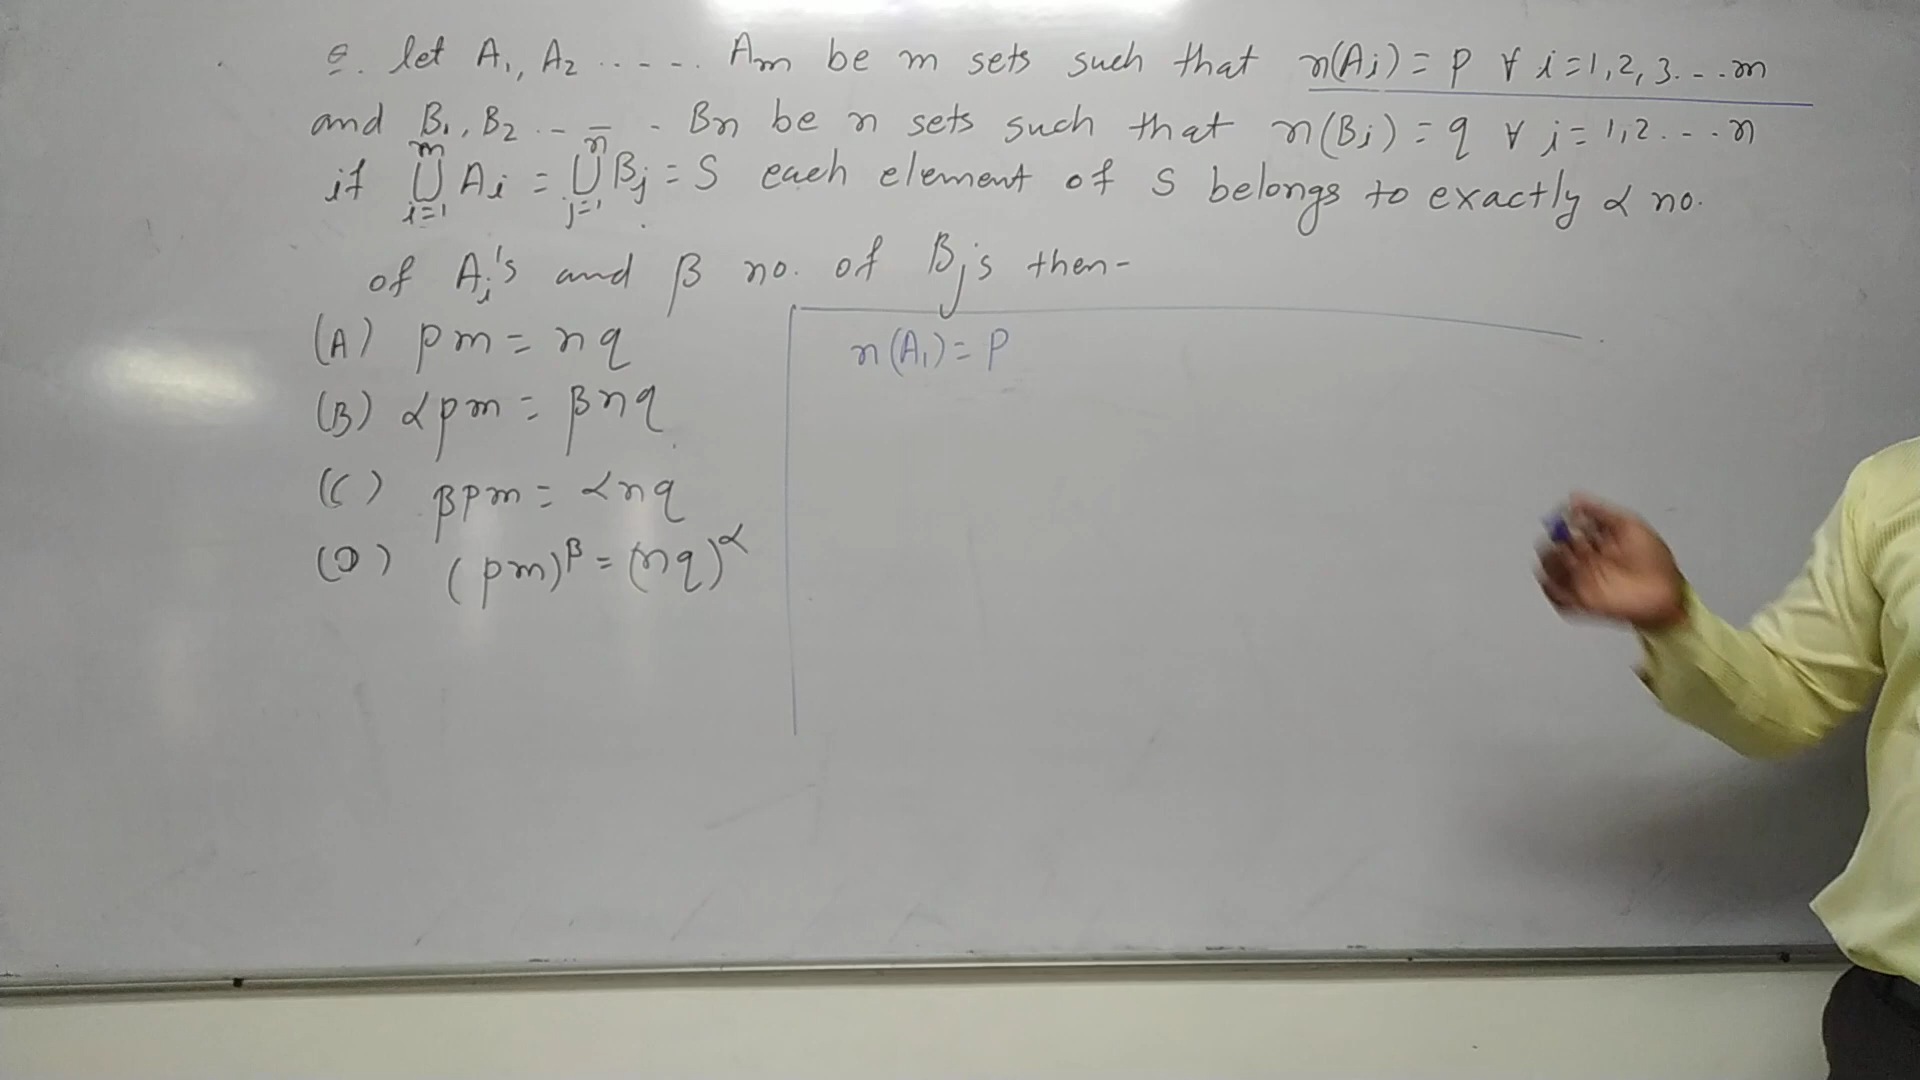 Q. let A₁, A₂ ..... Am be m sets such that n(Ai) = p ∀ i=1,2,3...m
and B₁, B₂ ... Bn be n sets such that n(Bj) = q ∀ j=1,2...n
if ⋃_{i=1}^{m} Ai = ⋃_{j=1}^{n} Bj = S each element of S belongs to exactly α no.
of Ai's and β no. of Bj's then-
(A) pm = nq
(B) αpm = βnq
(C) βpm = αnq
(D) (pm)^β = (nq)^α
n(A₁) = P